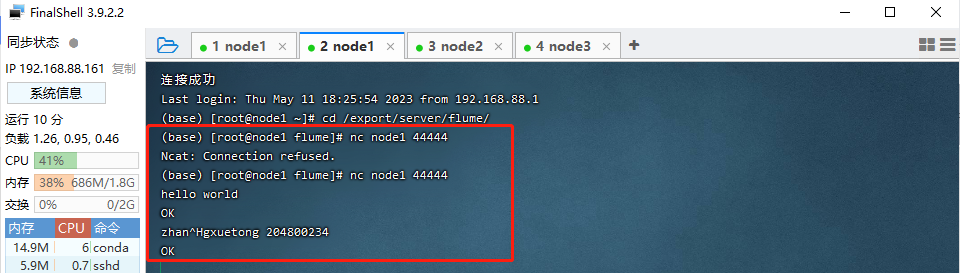 FinalShell 3.9.2.2
同步状态
1 node1
2 node1
3 node2
4 node3
IP 192.168.88.161 复制
系统信息
运行 10 分
负载 1.26, 0.95, 0.46
CPU 41%
内存 38% 686M/1.8G
交换 0% 0/2G
内存 CPU 命令
14.9M 6 conda
5.9M 0.7 sshd
连接成功
Last login: Thu May 11 18:25:54 2023 from 192.168.88.1
(base) [root@node1 ~]# cd /export/server/flume/
(base) [root@node1 flume]# nc node1 44444
Ncat: Connection refused.
(base) [root@node1 flume]# nc node1 44444
hello world
OK
zhan^Hgxuetong 204800234
OK